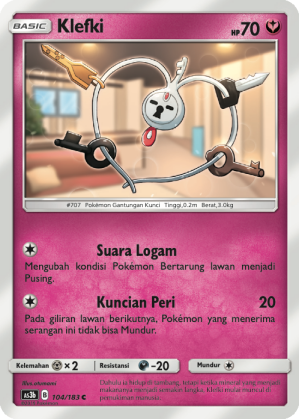 BASIC Klefki HP70
#707 Pokémon Gantungan Kunci Tinggi,0.2m Berat,3.0kg
Suara Logam
Mengubah kondisi Pokémon Bertarung lawan menjadi
Pusing.
Kuncian Peri 20
Pada giliran lawan berikutnya, Pokémon yang menerima
serangan ini tidak bisa Mundur.
Kelemahan ×2 Resistansi -20 Mundur
AS3b B 104/183 C